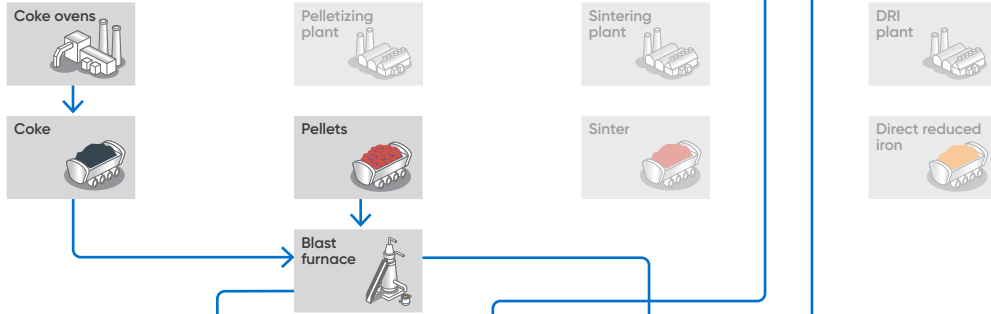 Coke ovens
Pelletizing
plant
Sintering
plant
DRI
plant
Coke
Pellets
Sinter
Direct reduced
iron
Blast
furnace